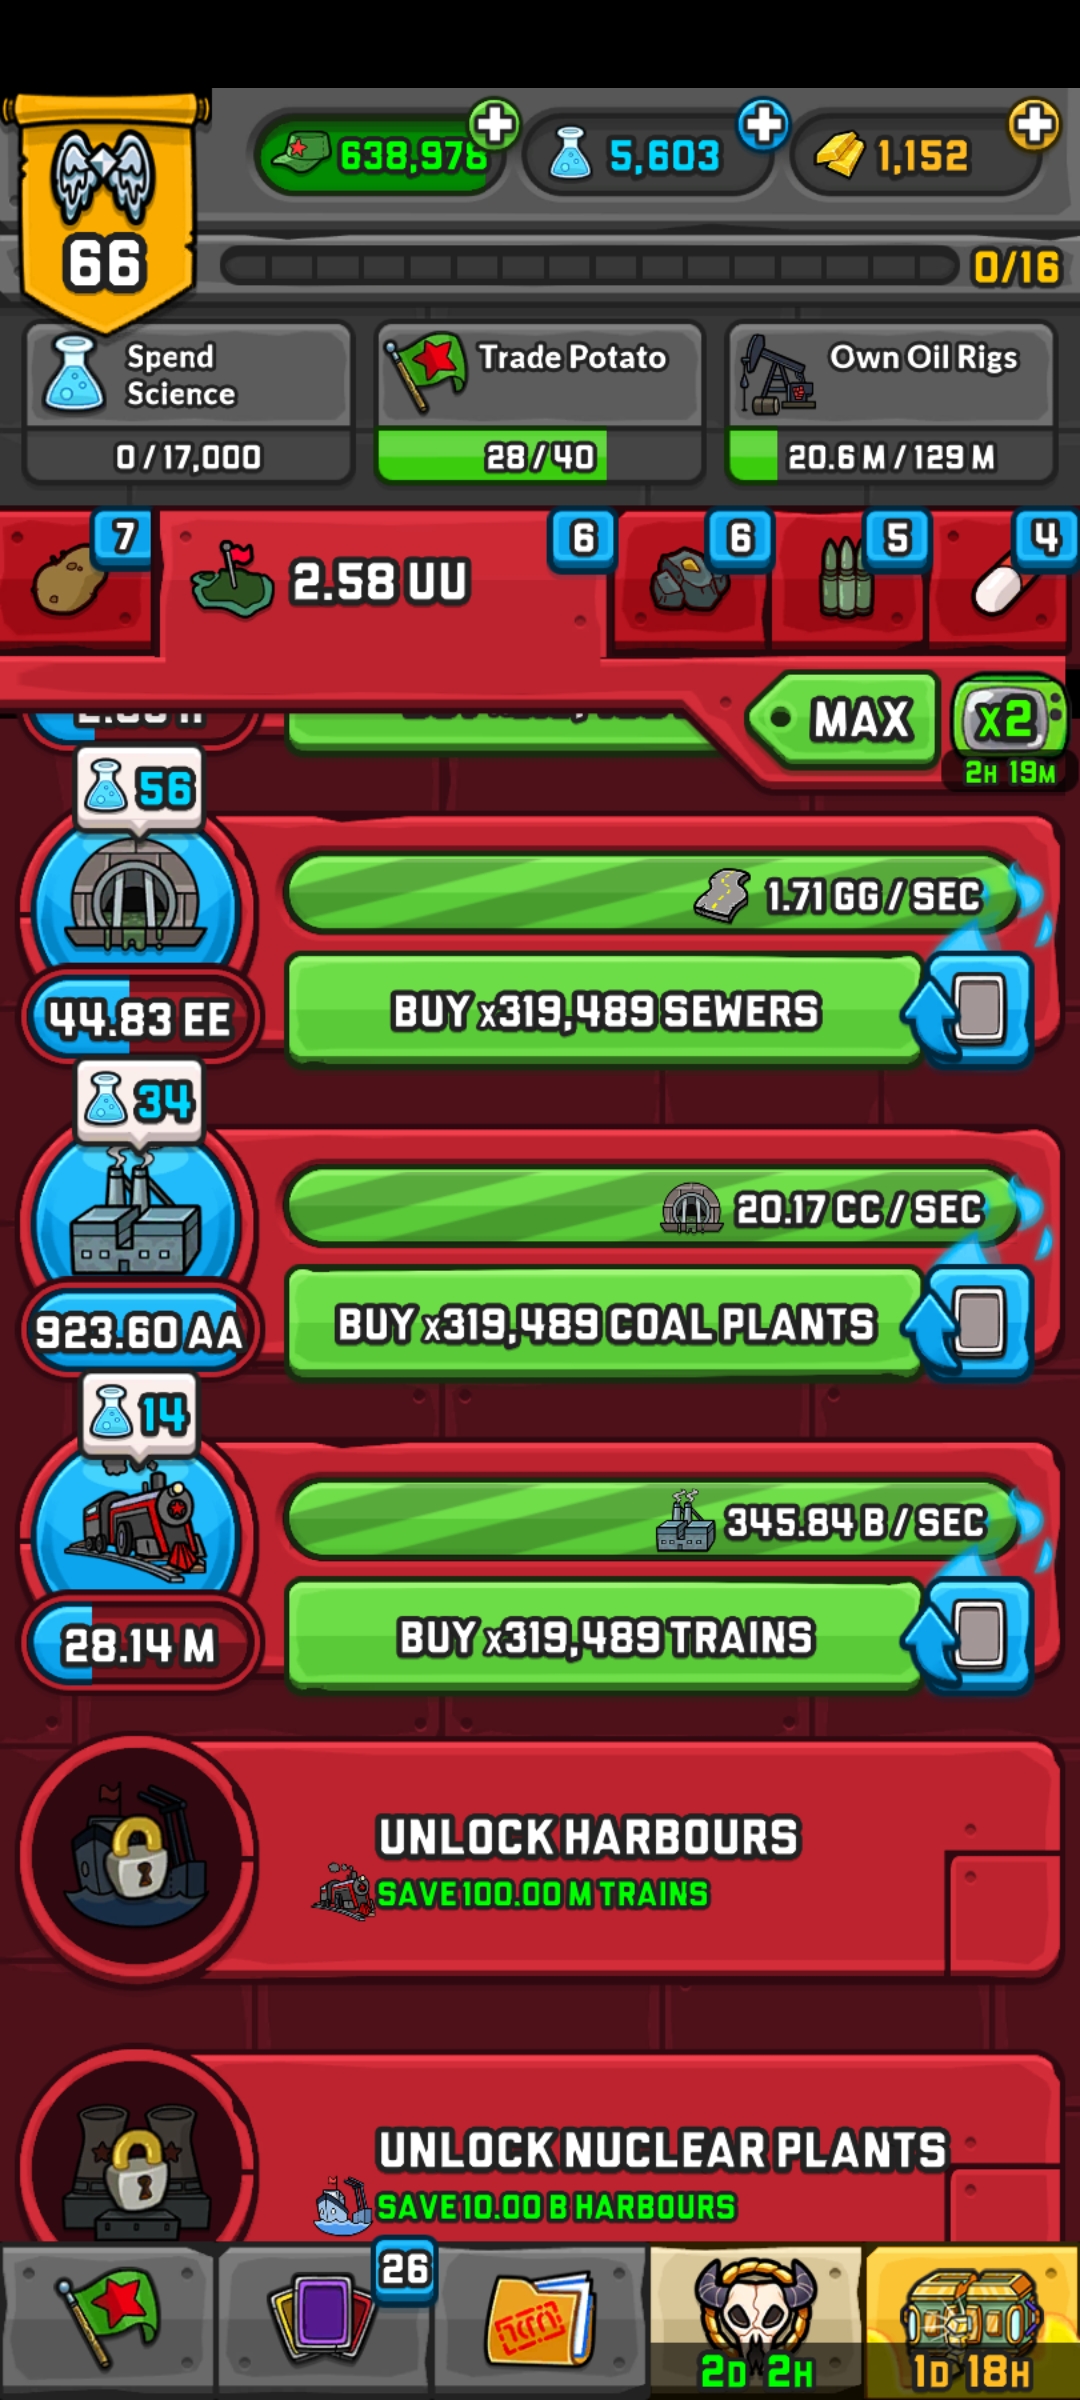 638,978
5,603
1,152
66
0/16
Spend
Science
0/17,000
Trade Potato
28/40
Own Oil Rigs
20.6 M/129 M
7
2.58 UU
6
6
5
4
MAX
x2
2H 19M
56
1.71 GG/SEC
BUY x319,489 SEWERS
44.83 EE
34
20.17 CC/SEC
BUY x319,489 COAL PLANTS
923.60 AA
14
345.84 B/SEC
BUY x319,489 TRAINS
28.14 M
UNLOCK HARBOURS
SAVE 100.00 M TRAINS
UNLOCK NUCLEAR PLANTS
SAVE 10.00 B HARBOURS
26
2D 2H
1D 18H